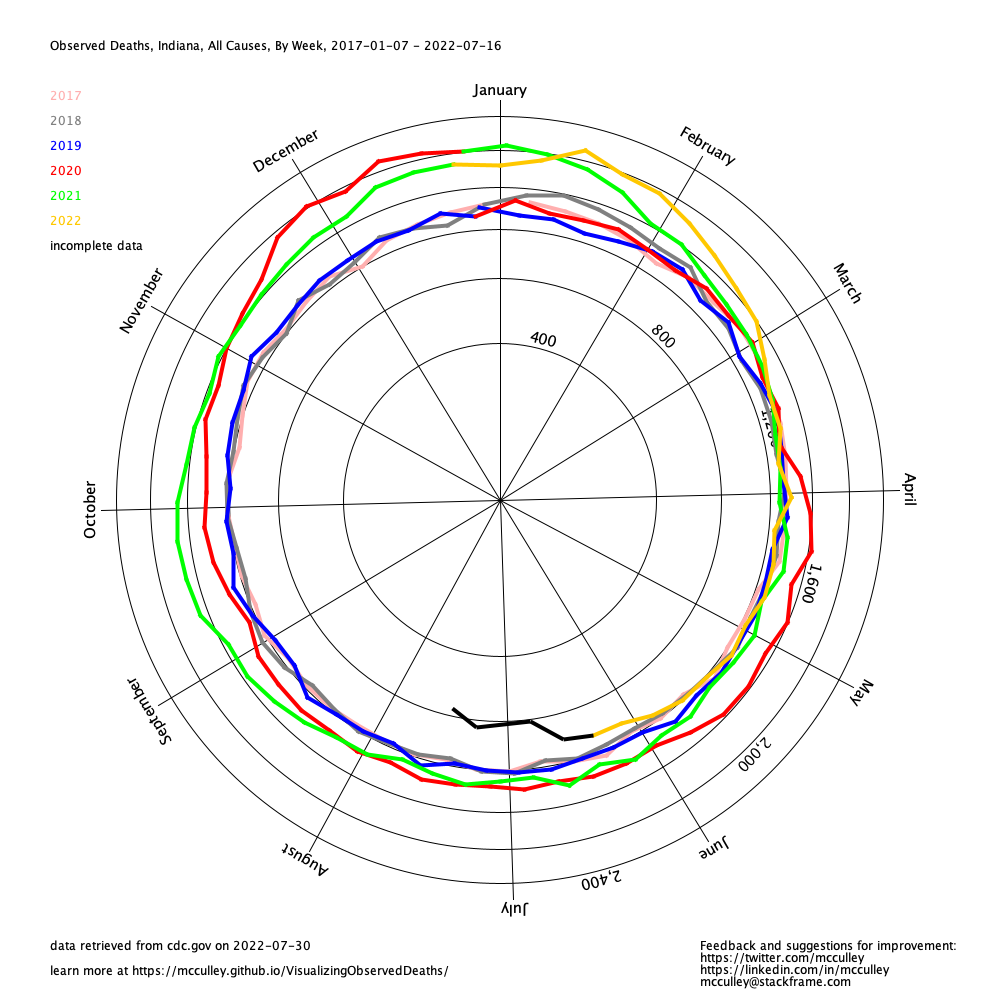 Observed Deaths, Indiana, All Causes, By Week, 2017-01-07 - 2022-07-16
2017
2018
2019
2020
2021
2022
incomplete data
January
February
March
April
May
June
July
August
September
October
November
December
400
800
1,200
1,600
2,000
2,400
data retrieved from cdc.gov on 2022-07-30
learn more at https://mcculley.github.io/VisualizingObservedDeaths/
Feedback and suggestions for improvement:
https://twitter.com/mcculley
https://linkedin.com/in/mcculley
mcculley@stackframe.com